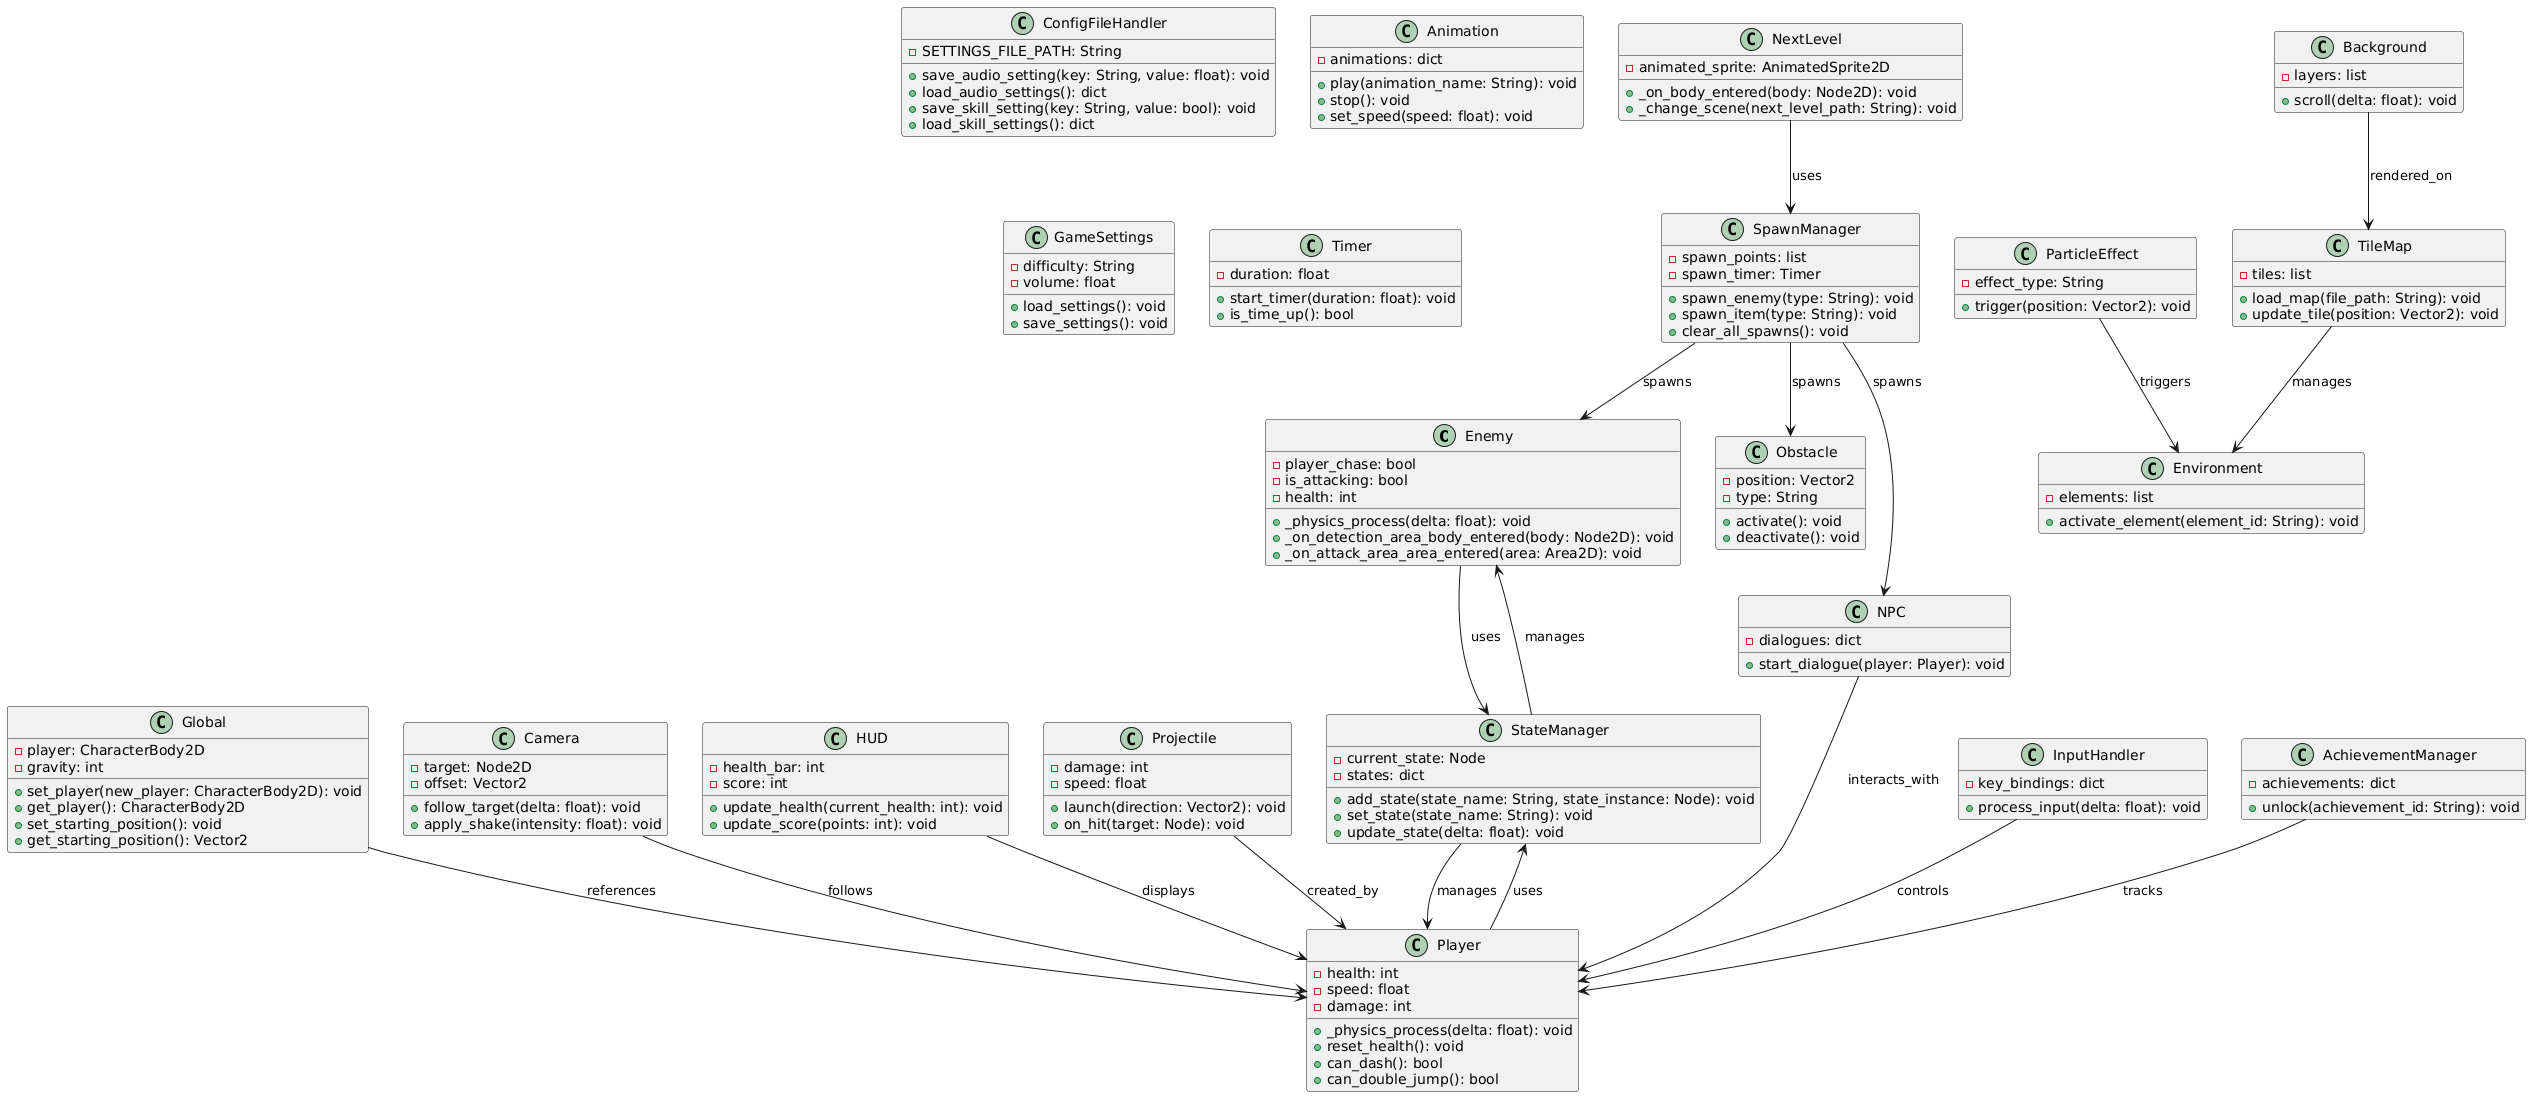 C ConfigFileHandler
SETTINGS_FILE_PATH: String
save_audio_setting(key: String, value: float): void
load_audio_settings(): dict
save_skill_setting(key: String, value: bool): void
load_skill_settings(): dict
C Animation
animations: dict
play(animation_name: String): void
stop(): void
set_speed(speed: float): void
C NextLevel
animated_sprite: AnimatedSprite2D
_on_body_entered(body: Node2D): void
_change_scene(next_level_path: String): void
C Background
layers: list
scroll(delta: float): void
uses
rendered_on
C GameSettings
difficulty: String
volume: float
load_settings(): void
save_settings(): void
C Timer
duration: float
start_timer(duration: float): void
is_time_up(): bool
C SpawnManager
spawn_points: list
spawn_timer: Timer
spawn_enemy(type: String): void
spawn_item(type: String): void
clear_all_spawns(): void
C ParticleEffect
effect_type: String
trigger(position: Vector2): void
C TileMap
tiles: list
load_map(file_path: String): void
update_tile(position: Vector2): void
spawns
spawns
spawns
triggers
manages
C Enemy
player_chase: bool
is_attacking: bool
health: int
_physics_process(delta: float): void
_on_detection_area_body_entered(body: Node2D): void
_on_attack_area_area_entered(area: Area2D): void
C Obstacle
position: Vector2
type: String
activate(): void
deactivate(): void
C Environment
elements: list
activate_element(element_id: String): void
uses
manages
C NPC
dialogues: dict
start_dialogue(player: Player): void
C Global
player: CharacterBody2D
gravity: int
set_player(new_player: CharacterBody2D): void
get_player(): CharacterBody2D
set_starting_position(): void
get_starting_position(): Vector2
C Camera
target: Node2D
offset: Vector2
follow_target(delta: float): void
apply_shake(intensity: float): void
C HUD
health_bar: int
score: int
update_health(current_health: int): void
update_score(points: int): void
C Projectile
damage: int
speed: float
launch(direction: Vector2): void
on_hit(target: Node): void
C StateManager
current_state: Node
states: dict
add_state(state_name: String, state_instance: Node): void
set_state(state_name: String): void
update_state(delta: float): void
interacts_with
C InputHandler
key_bindings: dict
process_input(delta: float): void
C AchievementManager
achievements: dict
unlock(achievement_id: String): void
references
follows
displays
created_by
manages
uses
controls
tracks
C Player
health: int
speed: float
damage: int
_physics_process(delta: float): void
reset_health(): void
can_dash(): bool
can_double_jump(): bool